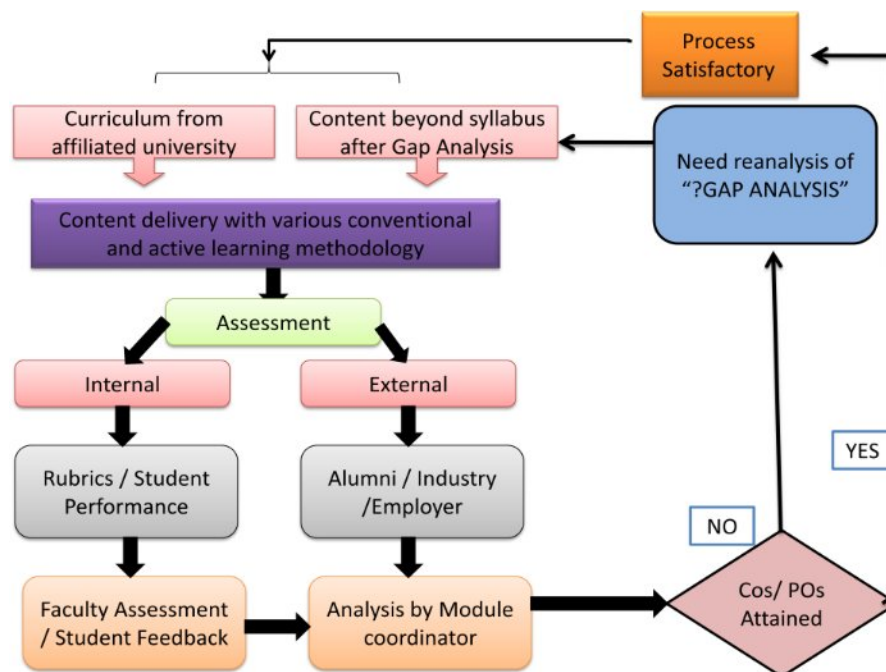 Process
Satisfactory
Curriculum from
affiliated university
Content beyond syllabus
after Gap Analysis
Need reanalysis of
“?GAP ANALYSIS”
Content delivery with various conventional
and active learning methodology
Assessment
Internal
External
Rubrics / Student
Performance
Alumni / Industry
/Employer
YES
NO
Faculty Assessment
/ Student Feedback
Analysis by Module
coordinator
Cos/ POs
Attained